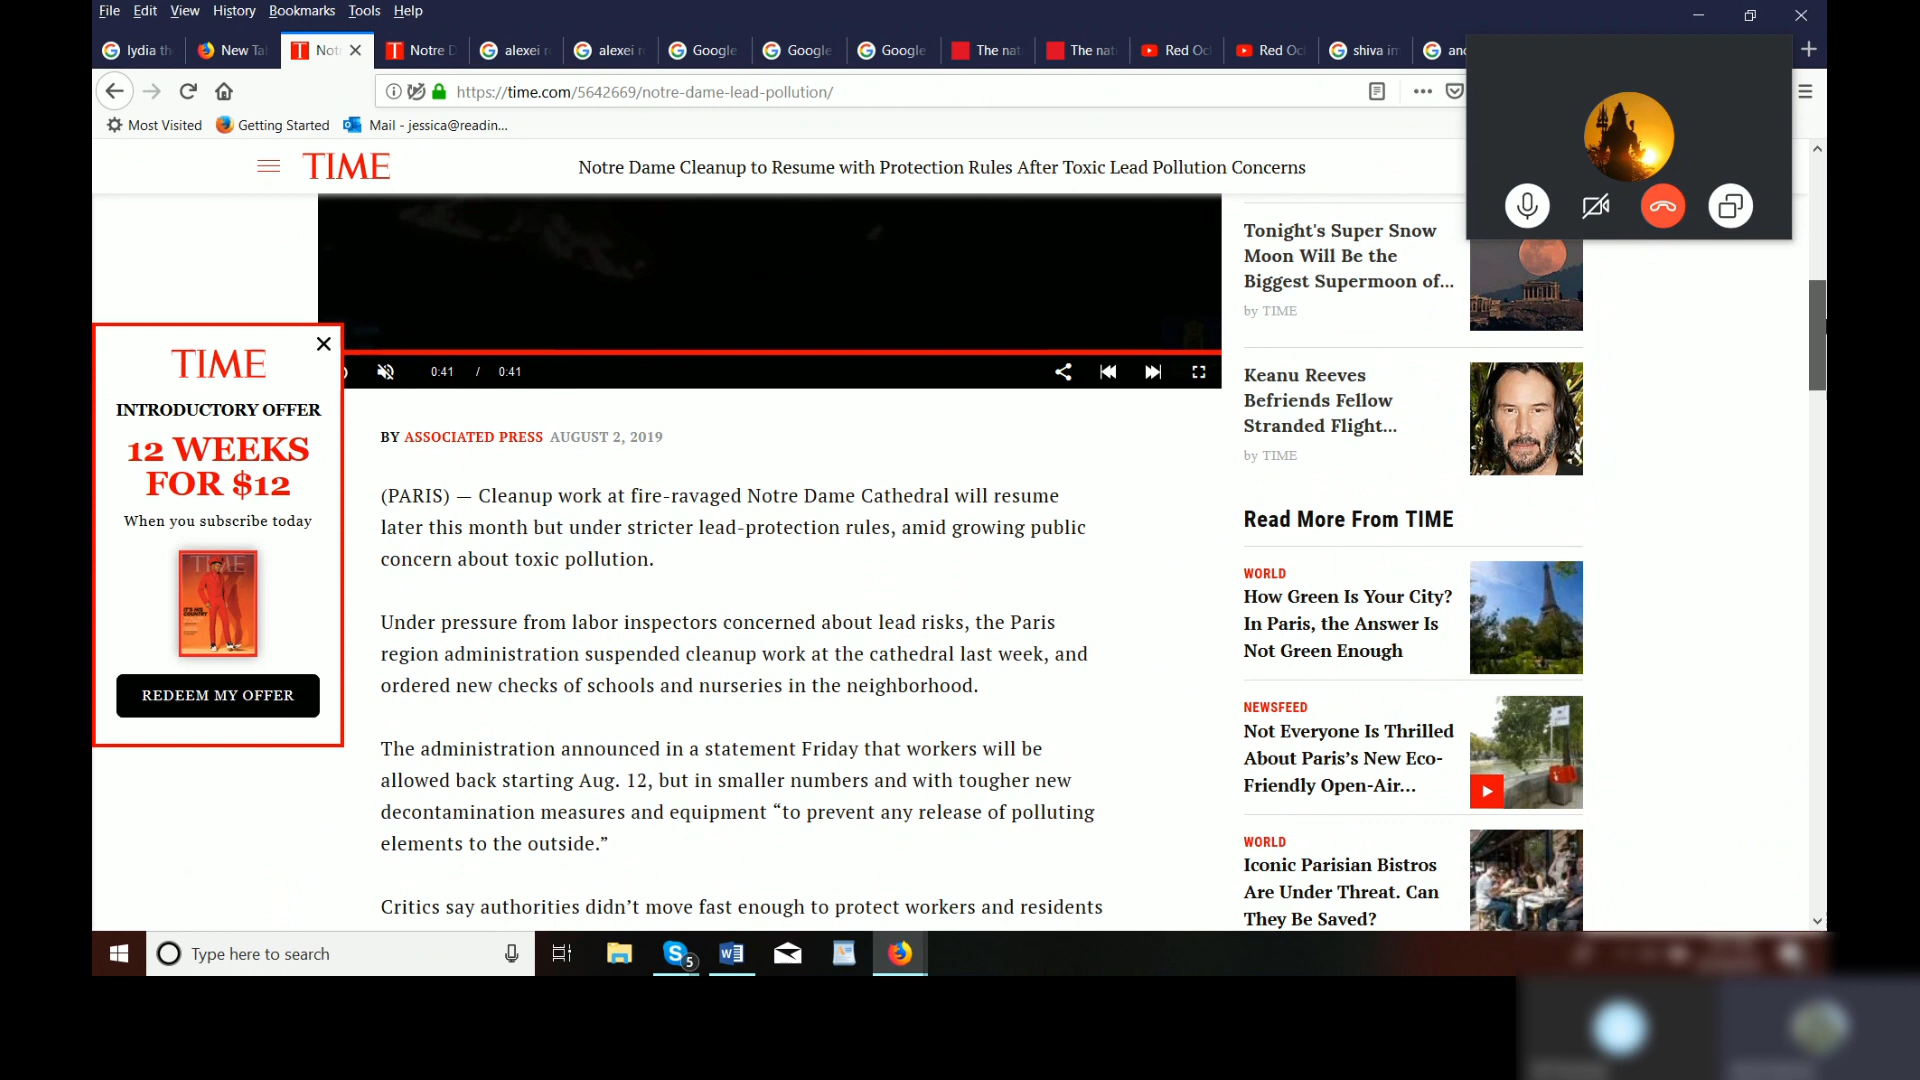 File Edit View History Bookmarks Tools Help
lydia th New Ta Not Notre D alexei r alexei r Google Google Google The nat The nat Red Oc Red Oc shiva im and
https://time.com/5642669/notre-dame-lead-pollution/
Most Visited Getting Started Mail - jessica@readin...
TIME Notre Dame Cleanup to Resume with Protection Rules After Toxic Lead Pollution Concerns
0:41 / 0:41
TIME
INTRODUCTORY OFFER
12 WEEKS
FOR $12
When you subscribe today
TIME
REDEEM MY OFFER
BY ASSOCIATED PRESS AUGUST 2, 2019
(PARIS) — Cleanup work at fire-ravaged Notre Dame Cathedral will resume
later this month but under stricter lead-protection rules, amid growing public
concern about toxic pollution.
Under pressure from labor inspectors concerned about lead risks, the Paris
region administration suspended cleanup work at the cathedral last week, and
ordered new checks of schools and nurseries in the neighborhood.
The administration announced in a statement Friday that workers will be
allowed back starting Aug. 12, but in smaller numbers and with tougher new
decontamination measures and equipment “to prevent any release of polluting
elements to the outside.”
Critics say authorities didn’t move fast enough to protect workers and residents
Tonight's Super Snow
Moon Will Be the
Biggest Supermoon of...
by TIME
Keanu Reeves
Befriends Fellow
Stranded Flight...
by TIME
Read More From TIME
WORLD
How Green Is Your City?
In Paris, the Answer Is
Not Green Enough
NEWSFEED
Not Everyone Is Thrilled
About Paris’s New Eco-
Friendly Open-Air...
WORLD
Iconic Parisian Bistros
Are Under Threat. Can
They Be Saved?
Type here to search
5